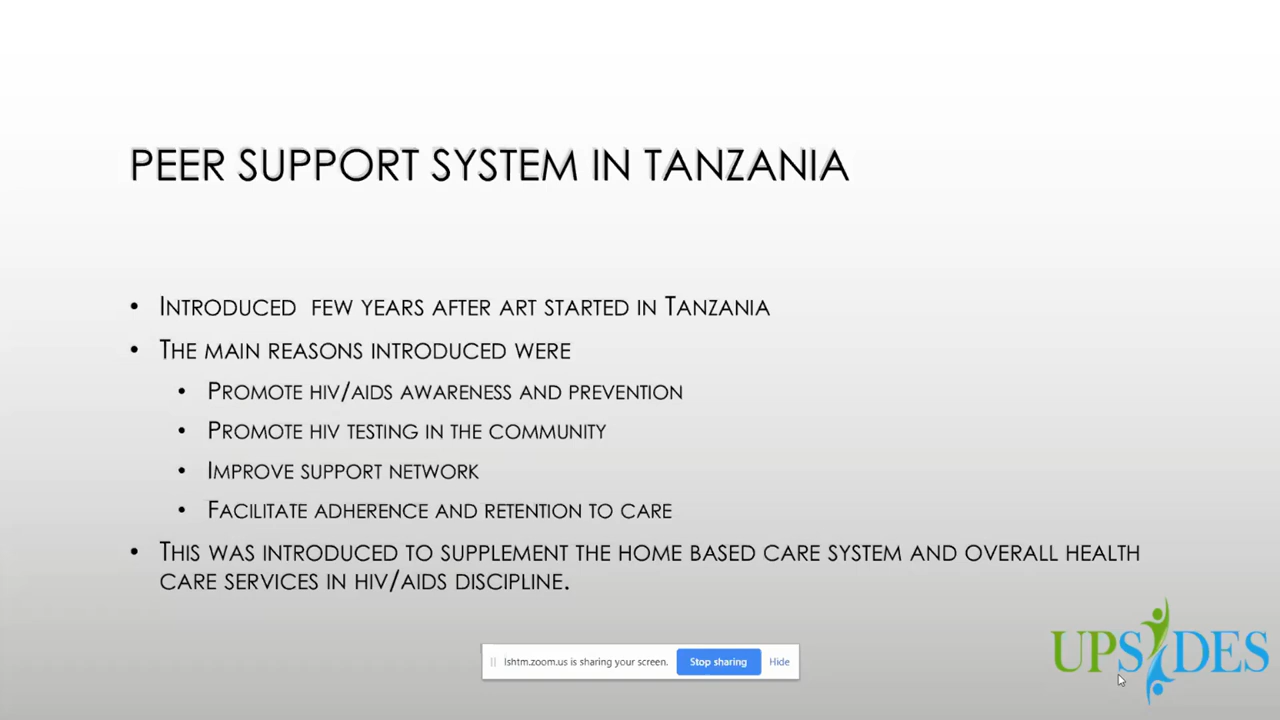 PEER SUPPORT SYSTEM IN TANZANIA
• INTRODUCED FEW YEARS AFTER ART STARTED IN TANZANIA
• THE MAIN REASONS INTRODUCED WERE
• PROMOTE HIV/AIDS AWARENESS AND PREVENTION
• PROMOTE HIV TESTING IN THE COMMUNITY
• IMPROVE SUPPORT NETWORK
• FACILITATE ADHERENCE AND RETENTION TO CARE
• THIS WAS INTRODUCED TO SUPPLEMENT THE HOME BASED CARE SYSTEM AND OVERALL HEALTH
CARE SERVICES IN HIV/AIDS DISCIPLINE.
lshtm.zoom.us is sharing your screen. Stop sharing Hide
UPSIDES